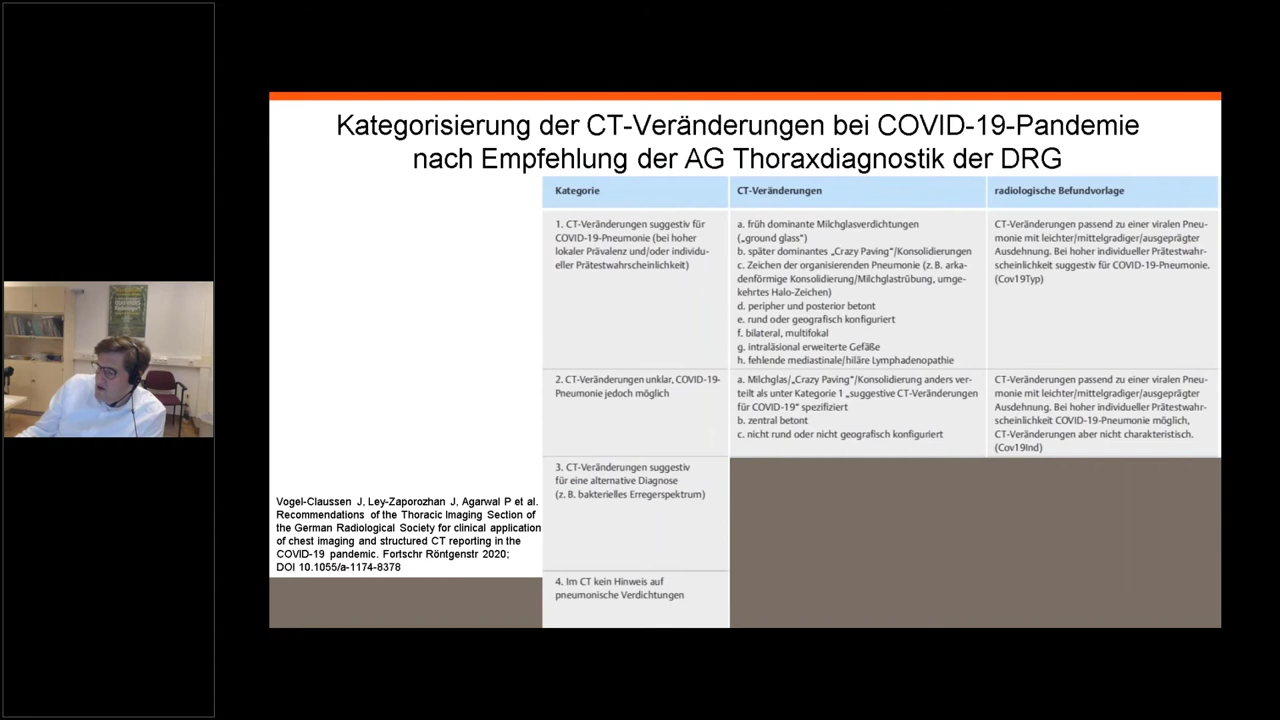 Kategorisierung der CT-Veränderungen bei COVID-19-Pandemie
nach Empfehlung der AG Thoraxdiagnostik der DRG
Kategorie
CT-Veränderungen
radiologische Befundvorlage
1. CT-Veränderungen suggestiv für
COVID-19-Pneumonie (bei hoher
lokaler Prävalenz und/oder individu-
eller Prätestwahrscheinlichkeit)
a. früh dominante Milchglasverdichtungen
(„ground glass“)
b. später dominantes „Crazy Paving“/Konsolidierungen
c. Zeichen der organisierenden Pneumonie (z. B. arka-
denförmige Konsolidierung/Milchglastrübung, umge-
kehrtes Halo-Zeichen)
d. peripher und posterior betont
e. rund oder geografisch konfiguriert
f. bilateral, multifokal
g. intraläsional erweiterte Gefäße
h. fehlende mediastinale/hiläre Lymphadenopathie
CT-Veränderungen passend zu einer viralen Pneu-
monie mit leichter/mittelgradiger/ausgeprägter
Ausdehnung. Bei hoher individueller Prätestwahr-
scheinlichkeit suggestiv für COVID-19-Pneumonie.
(Cov19Typ)
2. CT-Veränderungen unklar, COVID-19-
Pneumonie jedoch möglich
a. Milchglas/„Crazy Paving“/Konsolidierung anders ver-
teilt als unter Kategorie 1 „suggestive CT-Veränderungen
für COVID-19“ spezifiziert
b. zentral betont
c. nicht rund oder nicht geografisch konfiguriert
CT-Veränderungen passend zu einer viralen Pneu-
monie mit leichter/mittelgradiger/ausgeprägter
Ausdehnung. Bei hoher individueller Prätestwahr-
scheinlichkeit COVID-19-Pneumonie möglich,
CT-Veränderungen aber nicht charakteristisch.
(Cov19Ind)
3. CT-Veränderungen suggestiv
für eine alternative Diagnose
(z. B. bakterielles Erregerspektrum)
4. Im CT kein Hinweis auf
pneumonische Verdichtungen
Vogel-Claussen J, Ley-Zaporozhan J, Agarwal P et al.
Recommendations of the Thoracic Imaging Section of
the German Radiological Society for clinical application
of chest imaging and structured CT reporting in the
COVID-19 pandemic. Fortschr Röntgenstr 2020;
DOI 10.1055/a-1174-8378